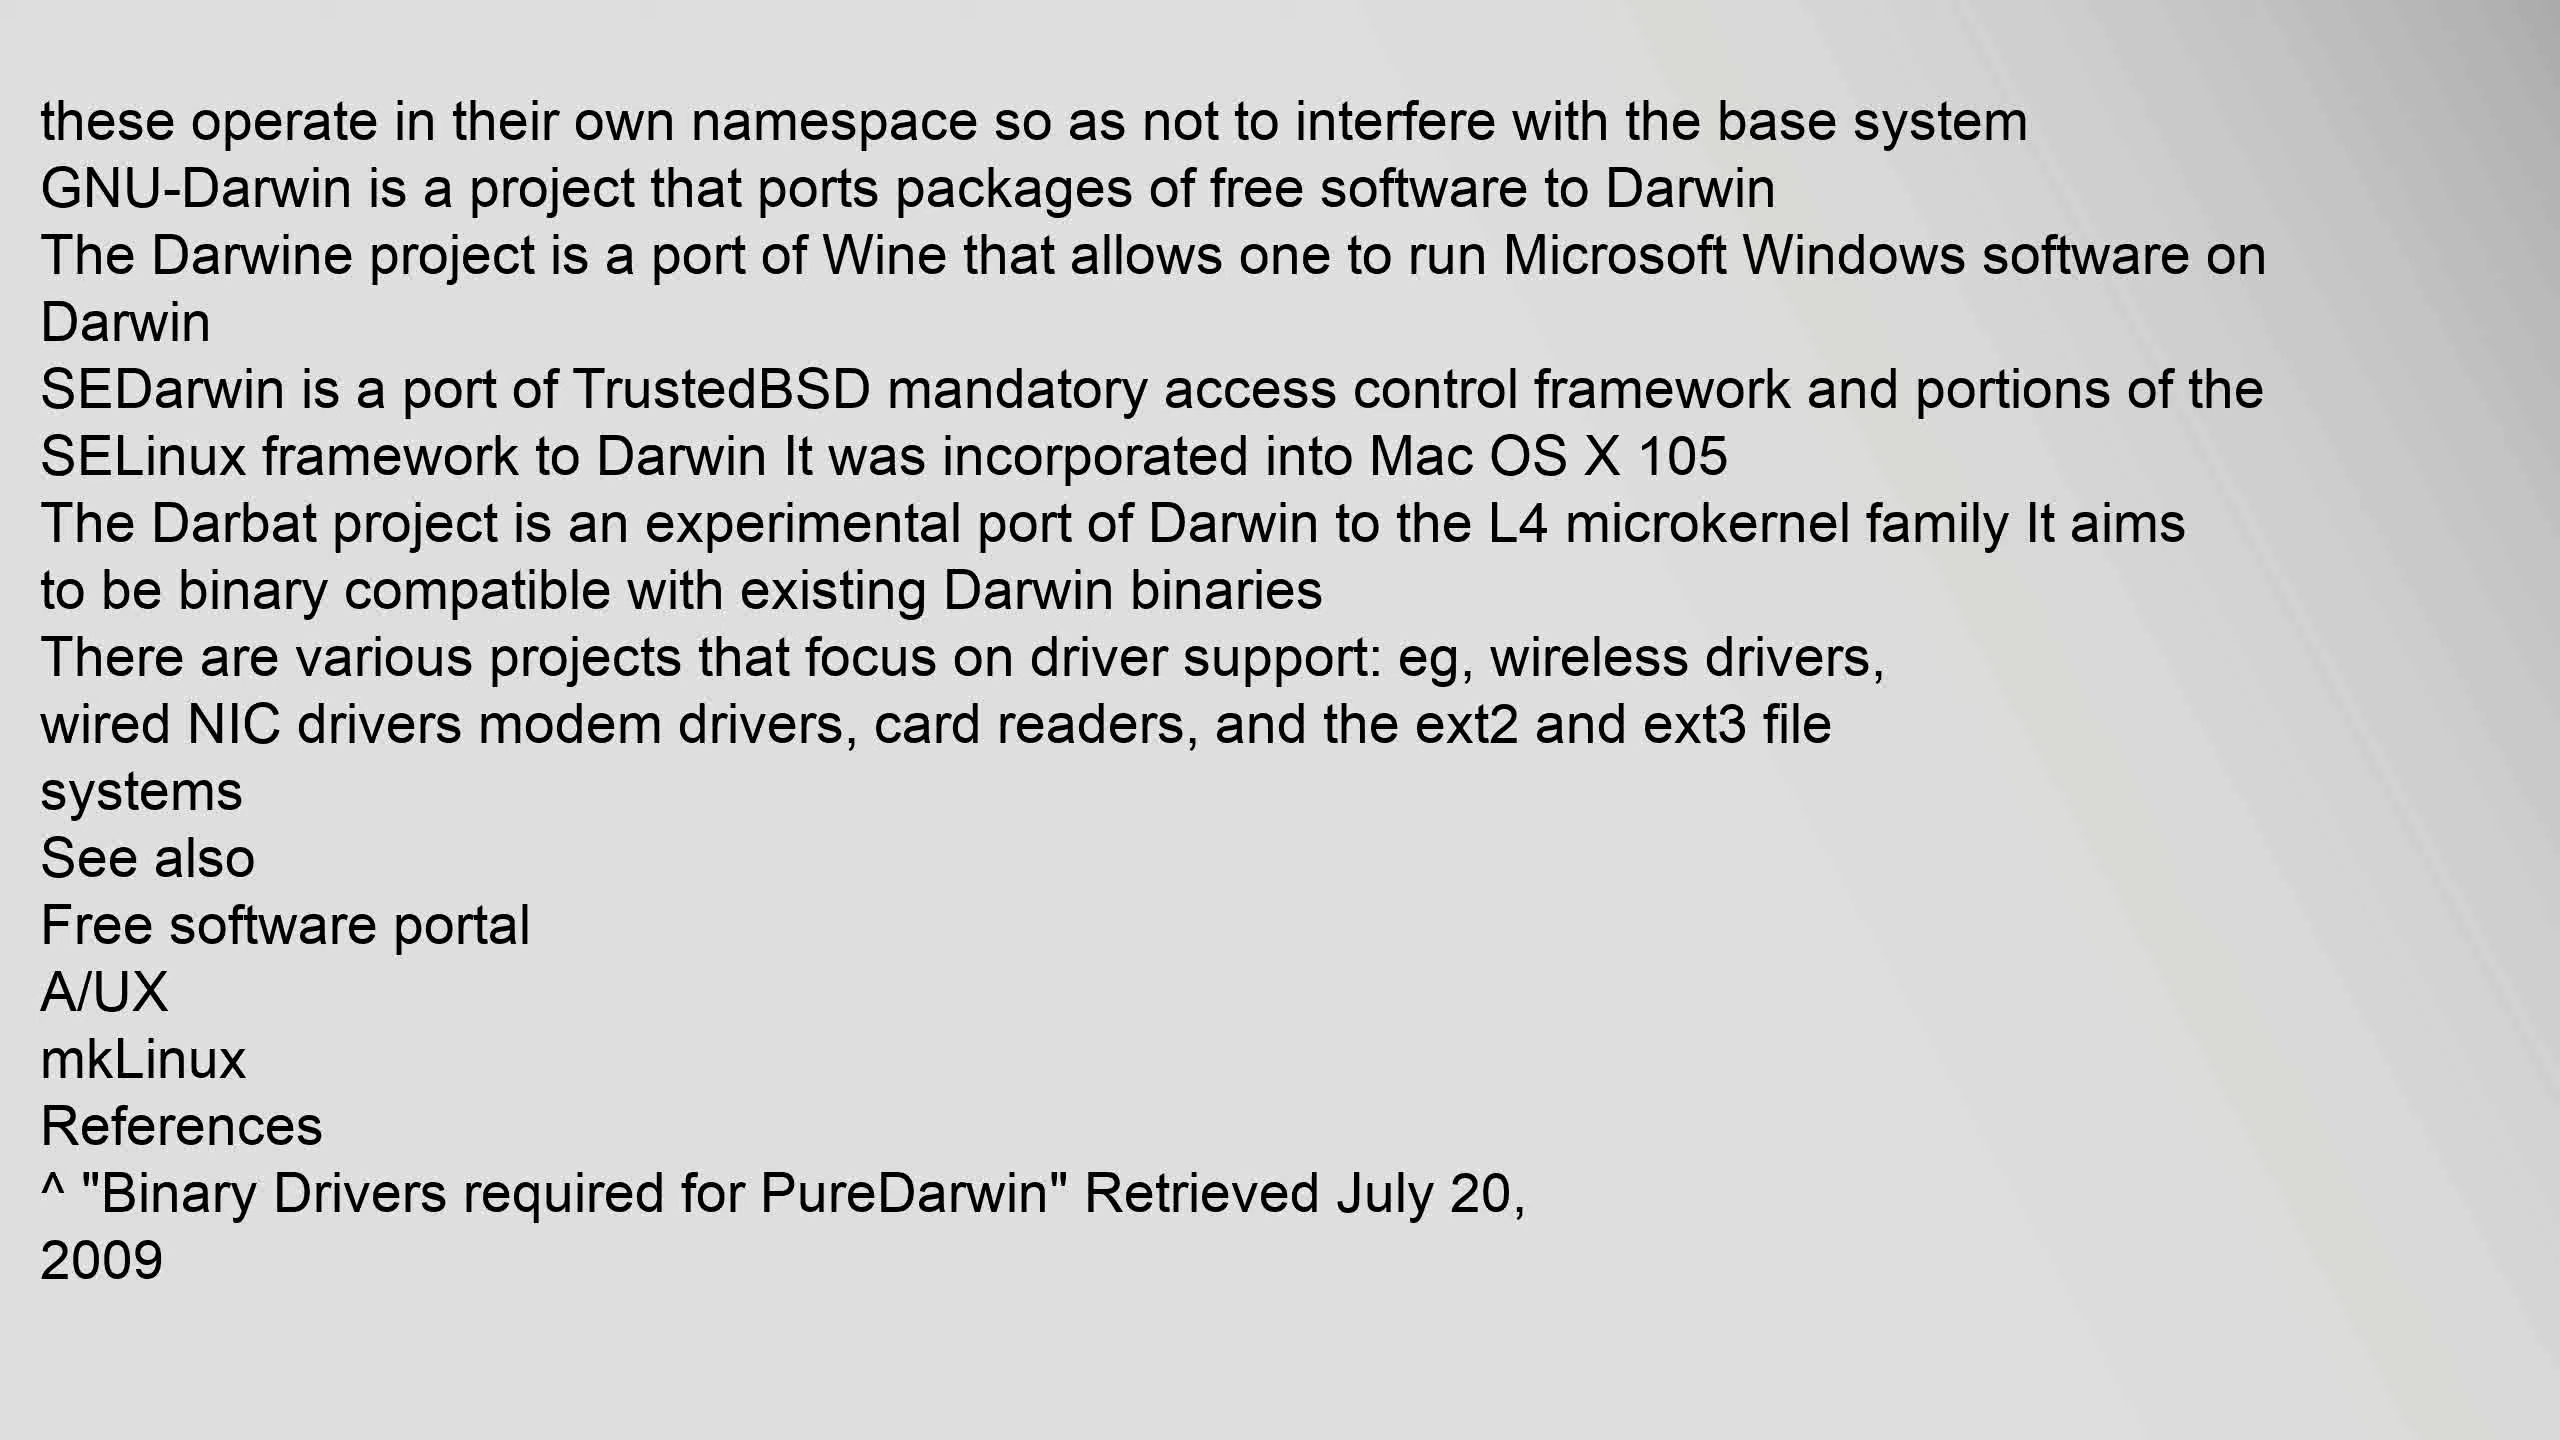 these operate in their own namespace so as not to interfere with the base system
GNU-Darwin is a project that ports packages of free software to Darwin
The Darwine project is a port of Wine that allows one to run Microsoft Windows software on
Darwin
SEDarwin is a port of TrustedBSD mandatory access control framework and portions of the
SELinux framework to Darwin It was incorporated into Mac OS X 105
The Darbat project is an experimental port of Darwin to the L4 microkernel family It aims
to be binary compatible with existing Darwin binaries
There are various projects that focus on driver support: eg, wireless drivers,
wired NIC drivers modem drivers, card readers, and the ext2 and ext3 file
systems
See also
Free software portal
A/UX
mkLinux
References
^ "Binary Drivers required for PureDarwin" Retrieved July 20,
2009